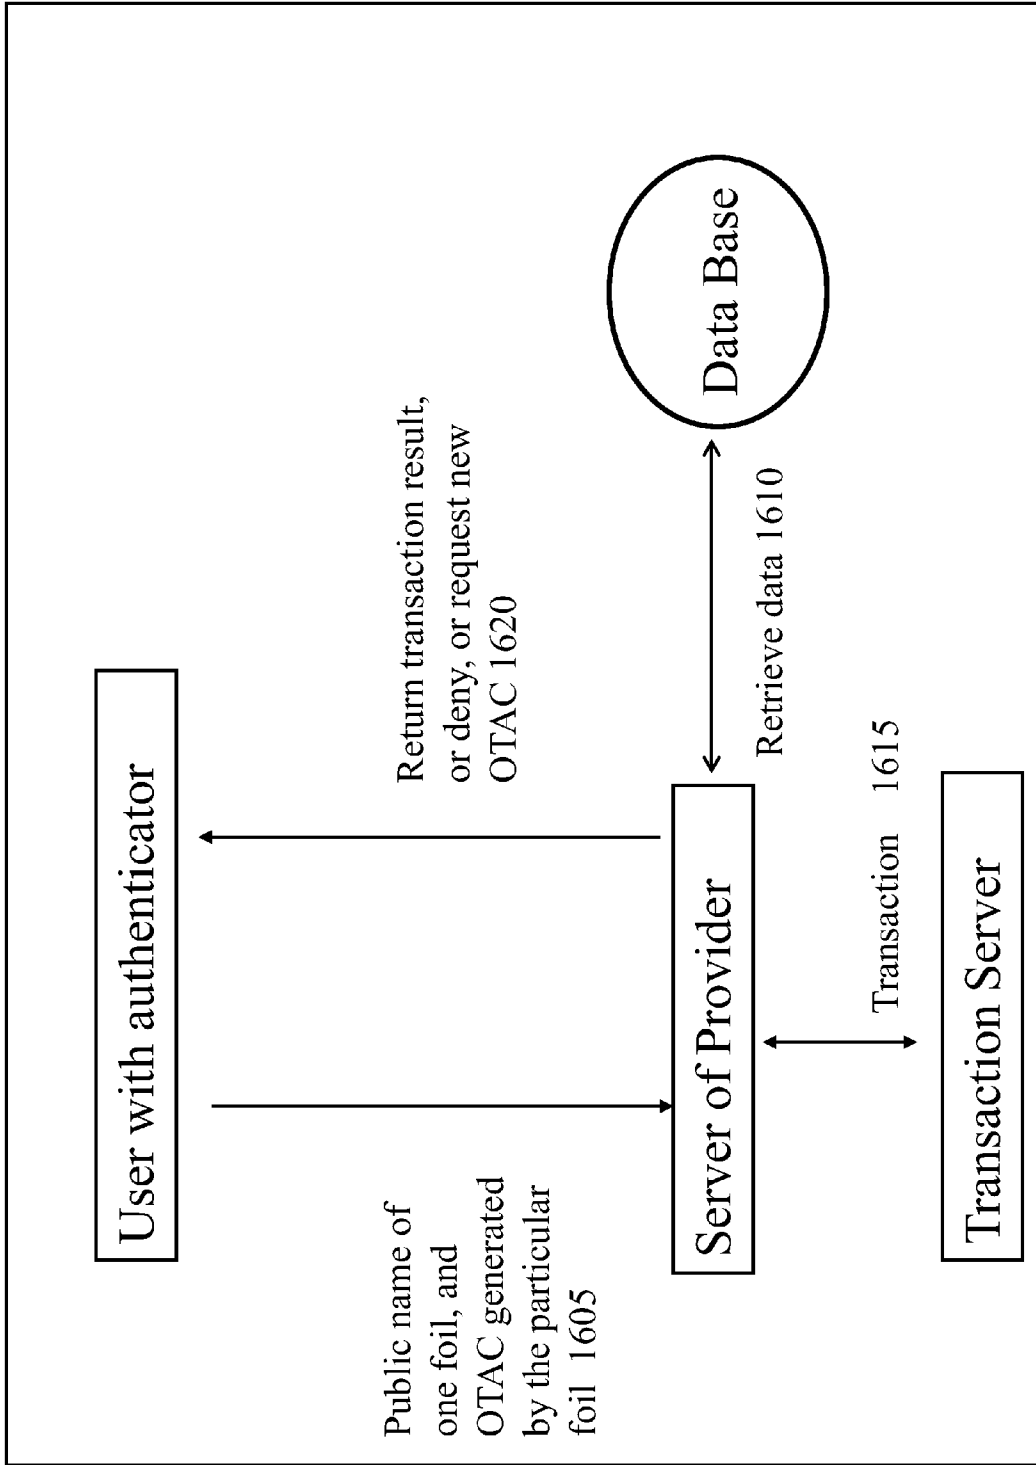 User with authenticator
Public name of
one foil, and
OTAC generated
by the particular
foil 1605
Return transaction result,
or deny, or request new
OTAC 1620
Server of Provider
Retrieve data 1610
Data Base
Transaction 1615
Transaction Server